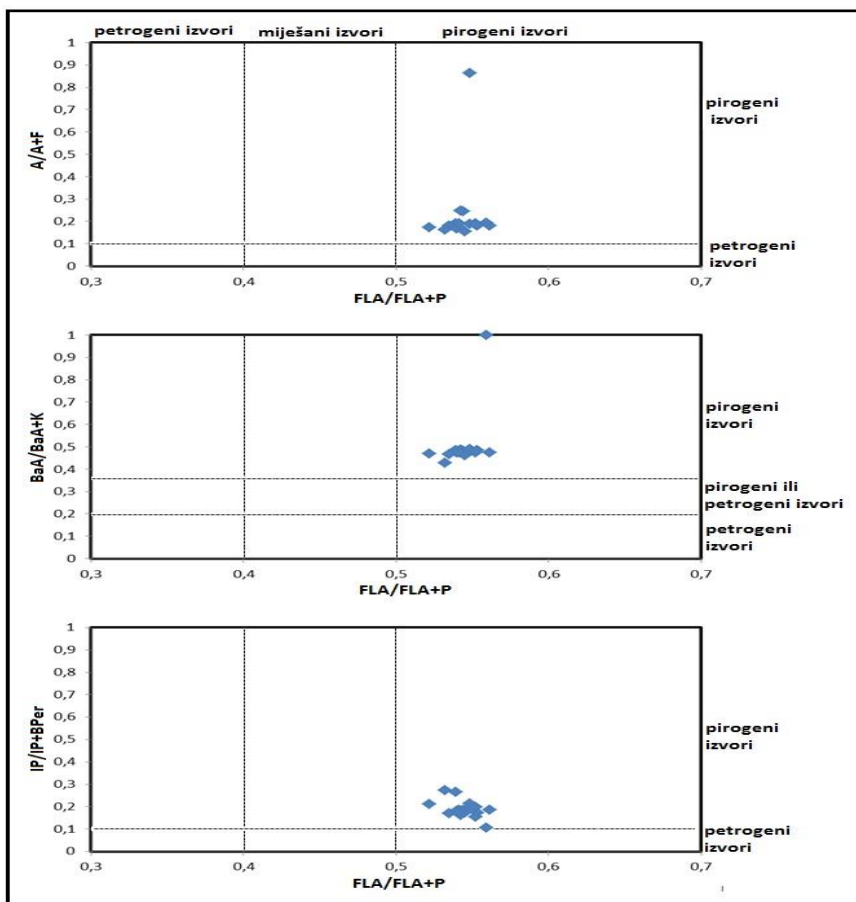 petrogeni izvori miješani izvori pirogeni izvori
1
0,9
0,8
0,7
0,6
0,5
0,4
0,3
0,2
0,1
0
A/A+F
pirogeni
izvori
petrogeni
izvori
0,3 0,4 0,5 0,6 0,7
FLA/FLA+P
1
0,9
0,8
0,7
0,6
0,5
0,4
0,3
0,2
0,1
0
BaA/BaA+K
pirogeni
izvori
pirogeni ili
petrogeni izvori
petrogeni
izvori
0,3 0,4 0,5 0,6 0,7
FLA/FLA+P
1
0,9
0,8
0,7
0,6
0,5
0,4
0,3
0,2
0,1
0
IP/IP+BPer
pirogeni
izvori
petrogeni
izvori
0,3 0,4 0,5 0,6 0,7
FLA/FLA+P